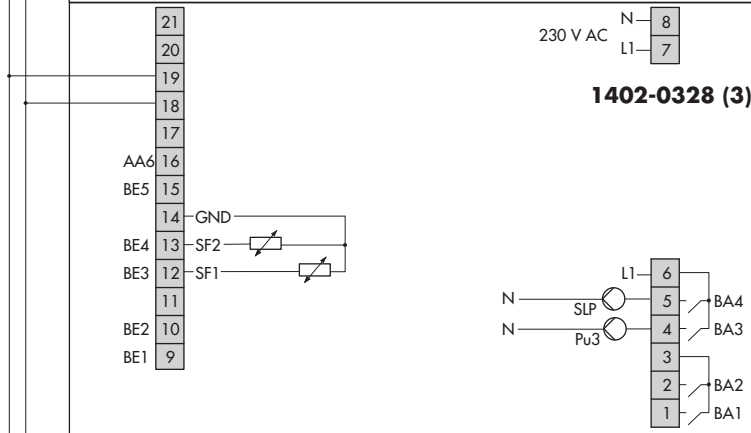 21
20
19
18
17
AA6 16
BE5 15
14 GND
BE4 13 SF2
BE3 12 SF1
11
BE2 10
BE1 9
230 V AC
N 8
L1 7
1402-0328 (3)
L1 6
N SLP 5 BA4
N Pu3 4 BA3
3
2 BA2
1 BA1